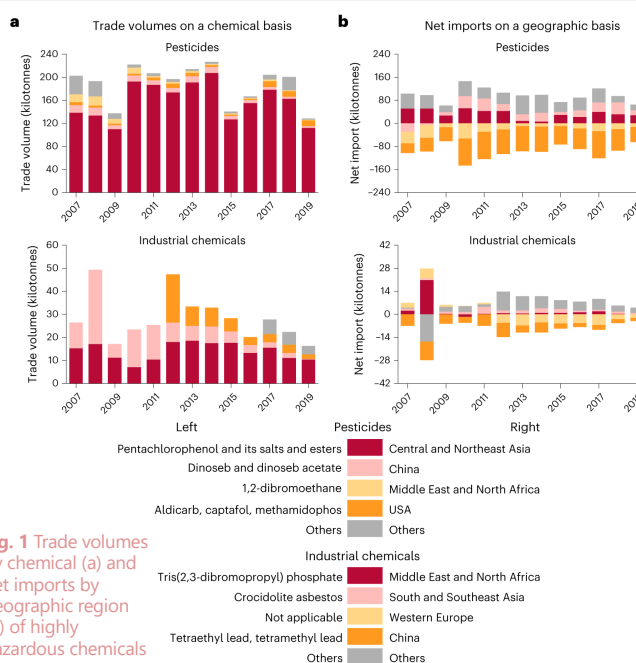 a
Trade volumes on a chemical basis
Pesticides
Trade volume (kilotonnes)
240
200
160
120
80
40
0
2007
2009
2011
2013
2015
2017
2019
Industrial chemicals
Trade volume (kilotonnes)
60
50
40
30
20
10
0
2007
2009
2011
2013
2015
2017
2019
b
Net imports on a geographic basis
Pesticides
Net import (kilotonnes)
240
160
80
0
−80
−160
−240
2007
2009
2011
2013
2015
2017
Industrial chemicals
Net import (kilotonnes)
42
28
14
0
−14
−28
−42
2007
2009
2011
2013
2015
2017
Left Right
Pesticides
Pentachlorophenol and its salts and esters Central and Northeast Asia
Dinoseb and dinoseb acetate China
1,2-dibromoethane Middle East and North Africa
Aldicarb, captafol, methamidophos USA
Others Others
Industrial chemicals
Tris(2,3-dibromopropyl) phosphate Middle East and North Africa
Crocidolite asbestos South and Southeast Asia
Not applicable Western Europe
Tetraethyl lead, tetramethyl lead China
Others Others
g. 1 Trade volumes
y chemical (a) and
et imports by
eographic region
) of highly
azardous chemicals